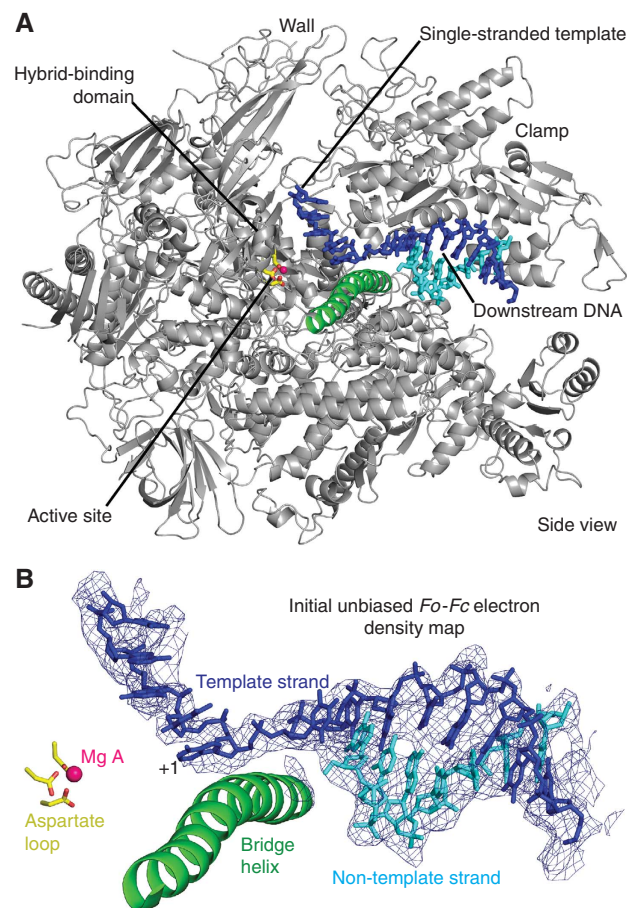 A
Wall
Single-stranded template
Hybrid-binding
domain
Clamp
Downstream DNA
Active site
Side view
B
Initial unbiased Fo-Fc electron
density map
Template strand
+1
Mg A
Aspartate
loop
Bridge
helix
Non-template strand